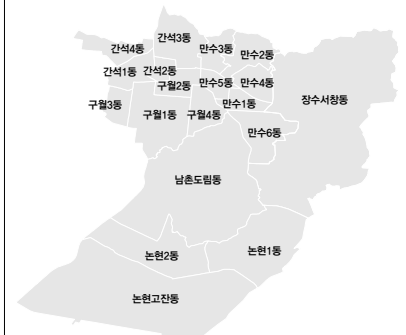 간석3동
간석4동
만수3동
만수2동
간석1동
간석2동
구월2동
만수5동
만수4동
장수서창동
구월3동
만수1동
구월1동
구월4동
만수6동
남촌도림동
논현1동
논현2동
논현고잔동